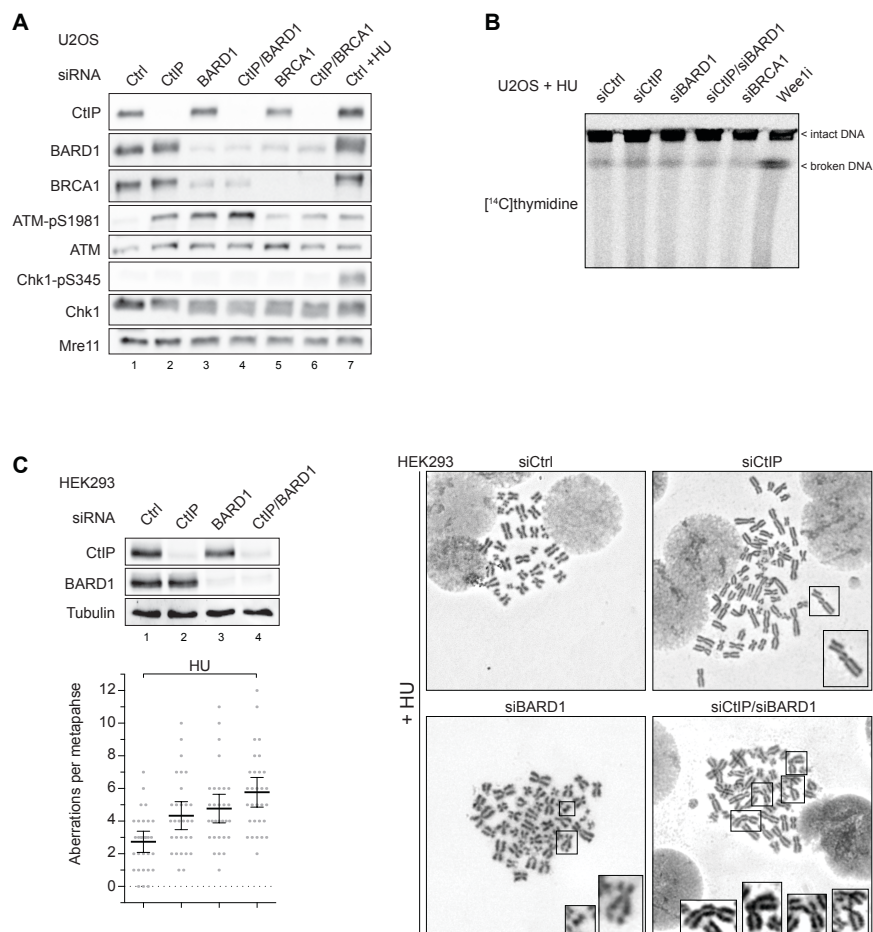 A
U2OS
siRNA
Ctrl CtIP BARD1 CtIP/BARD1 BRCA1 CtIP/BRCA1 Ctrl +HU
CtIP
BARD1
BRCA1
ATM-pS1981
ATM
Chk1-pS345
Chk1
Mre11
1 2 3 4 5 6 7
B
U2OS + HU
siCtrl siCtIP siBARD1 siCtIP/siBARD1 siBRCA1 Wee1i
< intact DNA
< broken DNA
[¹⁴C]thymidine
C
HEK293
siRNA
Ctrl CtIP BARD1 CtIP/BARD1
CtIP
BARD1
Tubulin
1 2 3 4
HU
Aberrations per metapahse
12
10
8
6
4
2
0
HEK293
siCtrl siCtIP
+ HU
siBARD1 siCtIP/siBARD1